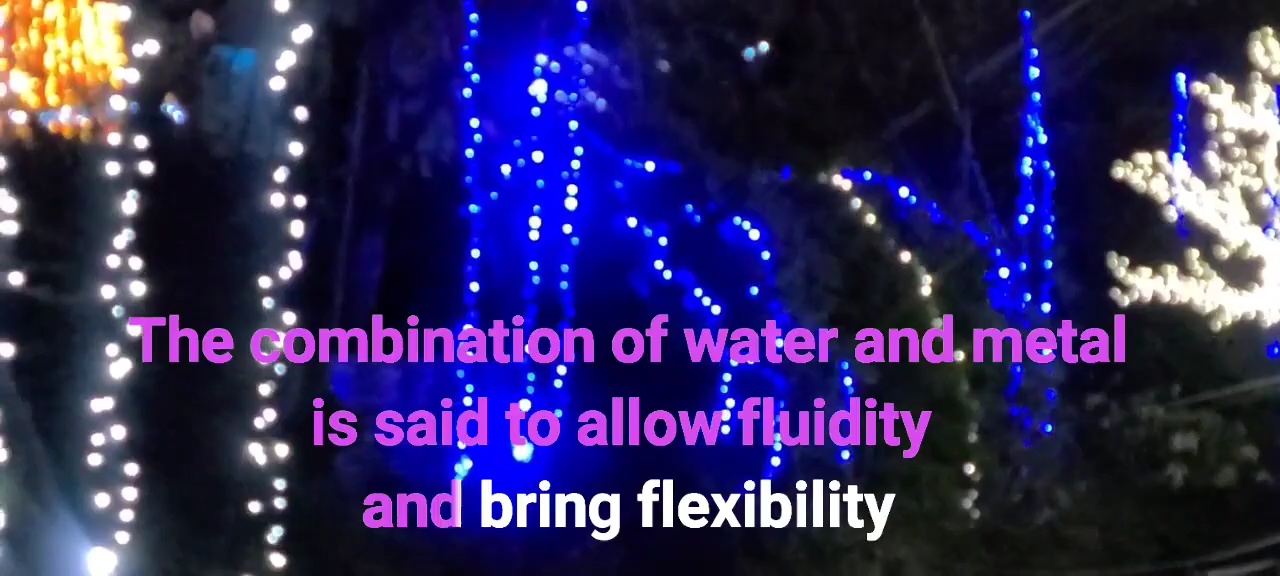 The combination of water and metal
is said to allow fluidity
and bring flexibility